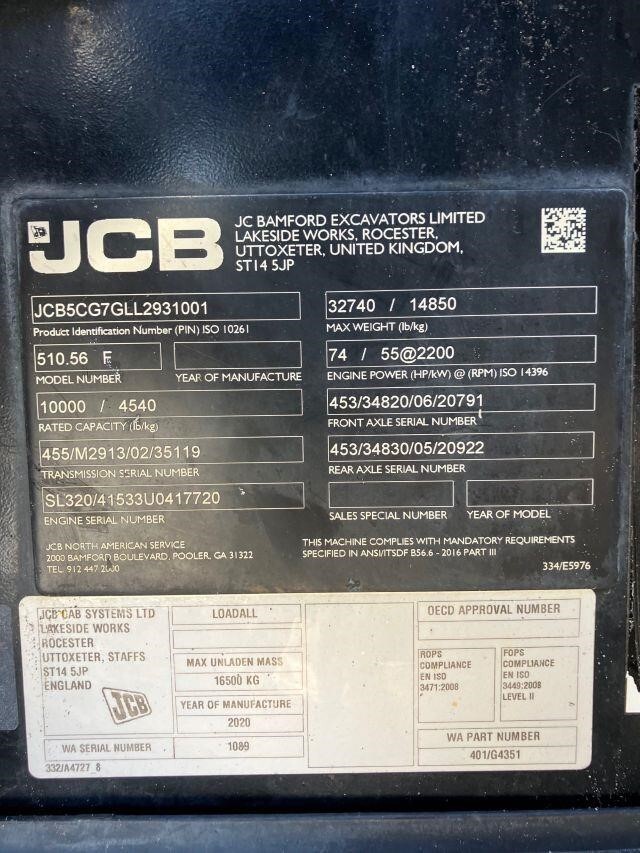 JCB
JC BAMFORD EXCAVATORS LIMITED
LAKESIDE WORKS, ROCESTER,
UTTOXETER, UNITED KINGDOM,
ST14 5JP
JCB5CG7GLL2931001
Product Identification Number (PIN) ISO 10261
510.56 F
MODEL NUMBER
YEAR OF MANUFACTURE
10000 / 4540
RATED CAPACITY (lb/kg)
455/M2913/02/35119
TRANSMISSION SERIAL NUMBER
SL320/41533U0417720
ENGINE SERIAL NUMBER
32740 / 14850
MAX WEIGHT (lb/kg)
74 / 55@2200
ENGINE POWER (HP/kW) @ (RPM) ISO 14396
453/34820/06/20791
FRONT AXLE SERIAL NUMBER
453/34830/05/20922
REAR AXLE SERIAL NUMBER
SALES SPECIAL NUMBER
YEAR OF MODEL
JCB NORTH AMERICAN SERVICE
2000 BAMFORD BOULEVARD, POOLER, GA 31322
TEL 912 447 2000
THIS MACHINE COMPLIES WITH MANDATORY REQUIREMENTS
SPECIFIED IN ANSI/ITSDF B56.6 - 2016 PART III
334/E5976
JCB CAB SYSTEMS LTD
LAKESIDE WORKS
ROCESTER
UTTOXETER, STAFFS
ST14 5JP
ENGLAND
JCB
WA SERIAL NUMBER
332/A4727 8
LOADALL
MAX UNLADEN MASS
16500 KG
YEAR OF MANUFACTURE
2020
1089
OECD APPROVAL NUMBER
ROPS
COMPLIANCE
EN ISO
3471:2008
FOPS
COMPLIANCE
EN ISO
3449:2008
LEVEL II
WA PART NUMBER
401/G4351